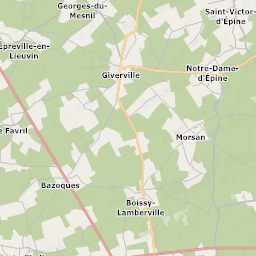 Georges-du-
Mesnil
Saint-Victor-
d'Épine
Épreville-en-
Lieuvin
Giverville
Notre-Dame-
d'Épine
Favril
Morsan
Bazoques
Boissy-
Lamberville